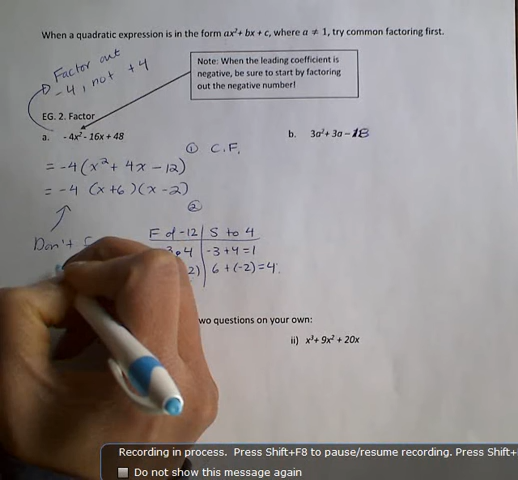 When a quadratic expression is in the form ax²+ bx + c, where a ≠ 1, try common factoring first.
Factor out
-4, not +4
Note: When the leading coefficient is
negative, be sure to start by factoring
out the negative number!
EG. 2. Factor
a. - 4x² - 16x + 48
① C.F.
b. 3a²+ 3a – 18
= -4(x² + 4x - 12)
= -4 (x+6)(x-2)
②
F of -12 | S to 4
3, 4 | -3+4=1
2) | 6+(-2)=4
Don't
wo questions on your own:
ii) x³+ 9x² + 20x
Recording in process. Press Shift+F8 to pause/resume recording. Press Shift+
Do not show this message again